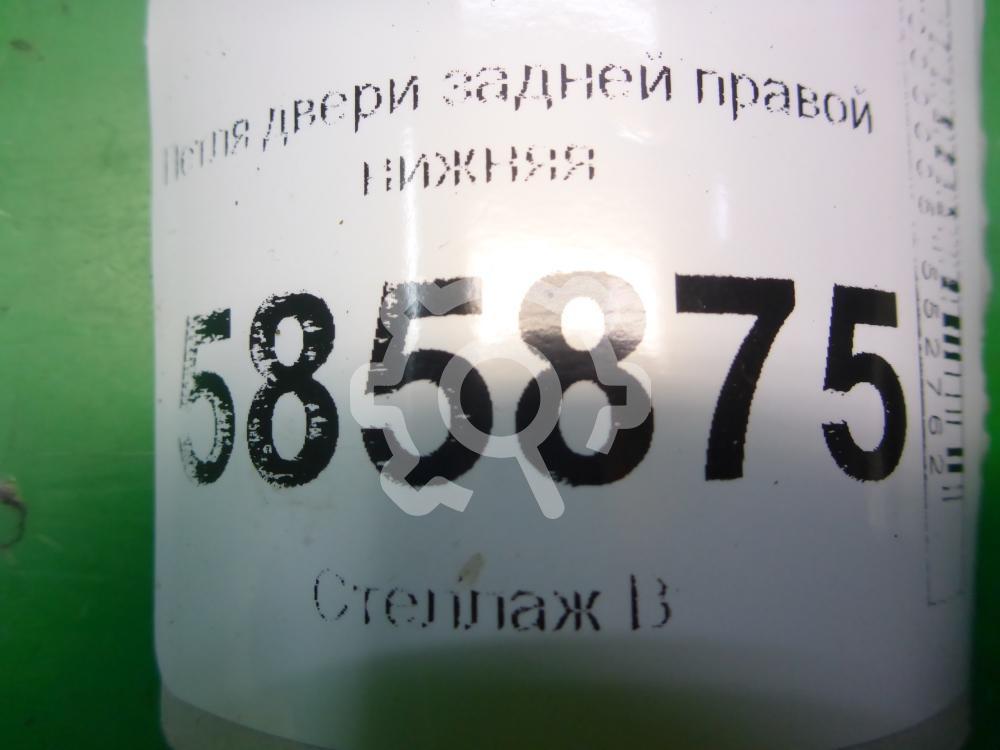 Петля двери задней правой
нижняя
585875
Стеллаж В